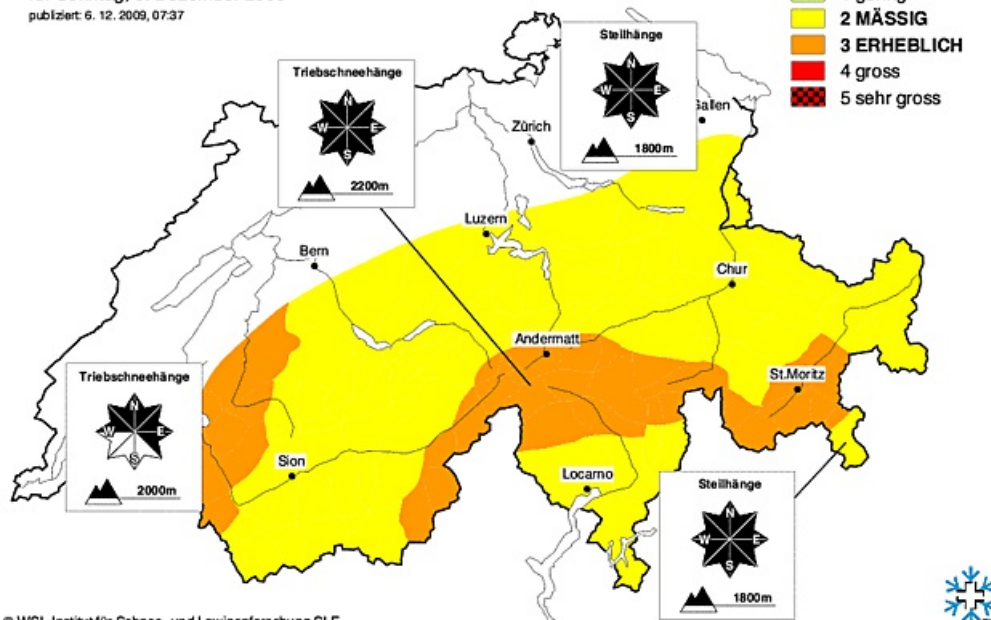 publiziert: 6. 12. 2009, 07:37
2 MÄSSIG
3 ERHEBLICH
4 gross
5 sehr gross
Steilhänge
N
W E
S
1800m
Triebschneehänge
N
W E
S
2200m
Zürich
Luzern
Bern
Chur
Andermatt
St.Moritz
Triebschneehänge
N
W E
S
2000m
Sion
Locarno
Steilhänge
N
W E
S
1800m